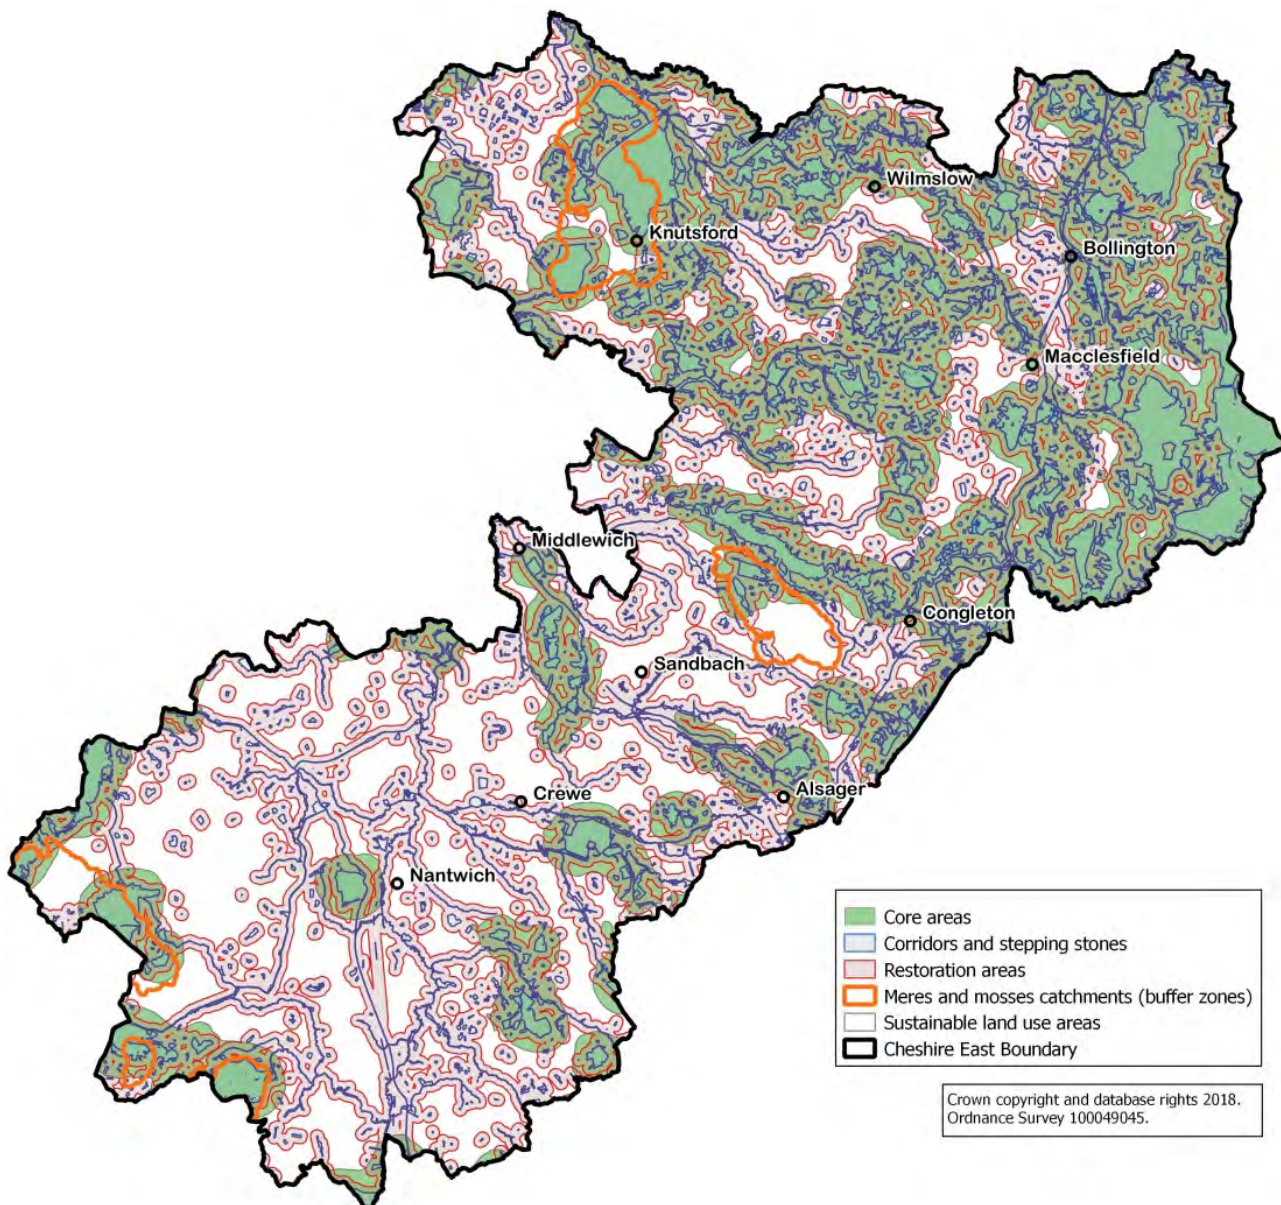 Wilmslow
Knutsford
Bollington
Macclesfield
Middlewich
Congleton
Sandbach
Alsager
Crewe
Nantwich
Core areas
Corridors and stepping stones
Restoration areas
Meres and mosses catchments (buffer zones)
Sustainable land use areas
Cheshire East Boundary
Crown copyright and database rights 2018.
Ordnance Survey 100049045.